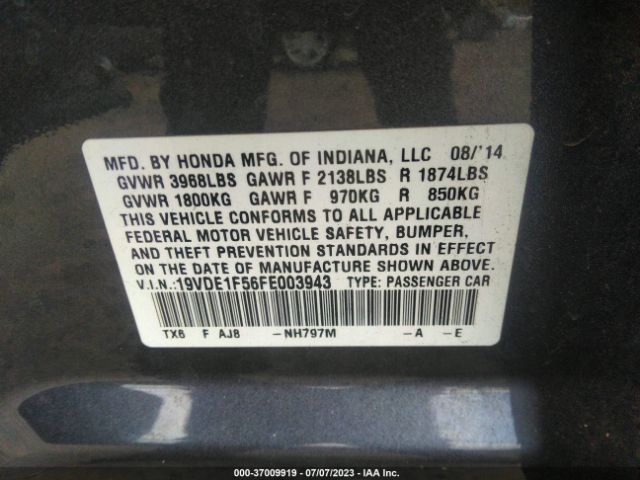 MFD. BY HONDA MFG. OF INDIANA, LLC 08/'14
GVWR 3968LBS GAWR F 2138LBS R 1874LBS
GVWR 1800KG GAWR F 970KG R 850KG
THIS VEHICLE CONFORMS TO ALL APPLICABLE
FEDERAL MOTOR VEHICLE SAFETY, BUMPER,
AND THEFT PREVENTION STANDARDS IN EFFECT
ON THE DATE OF MANUFACTURE SHOWN ABOVE.
V.I.N.:19VDE1F56FE003943 TYPE: PASSENGER CAR
TX6 F AJ8 -NH797M -A -E
000-37009919 / 07/07/2023 - IAA Inc.